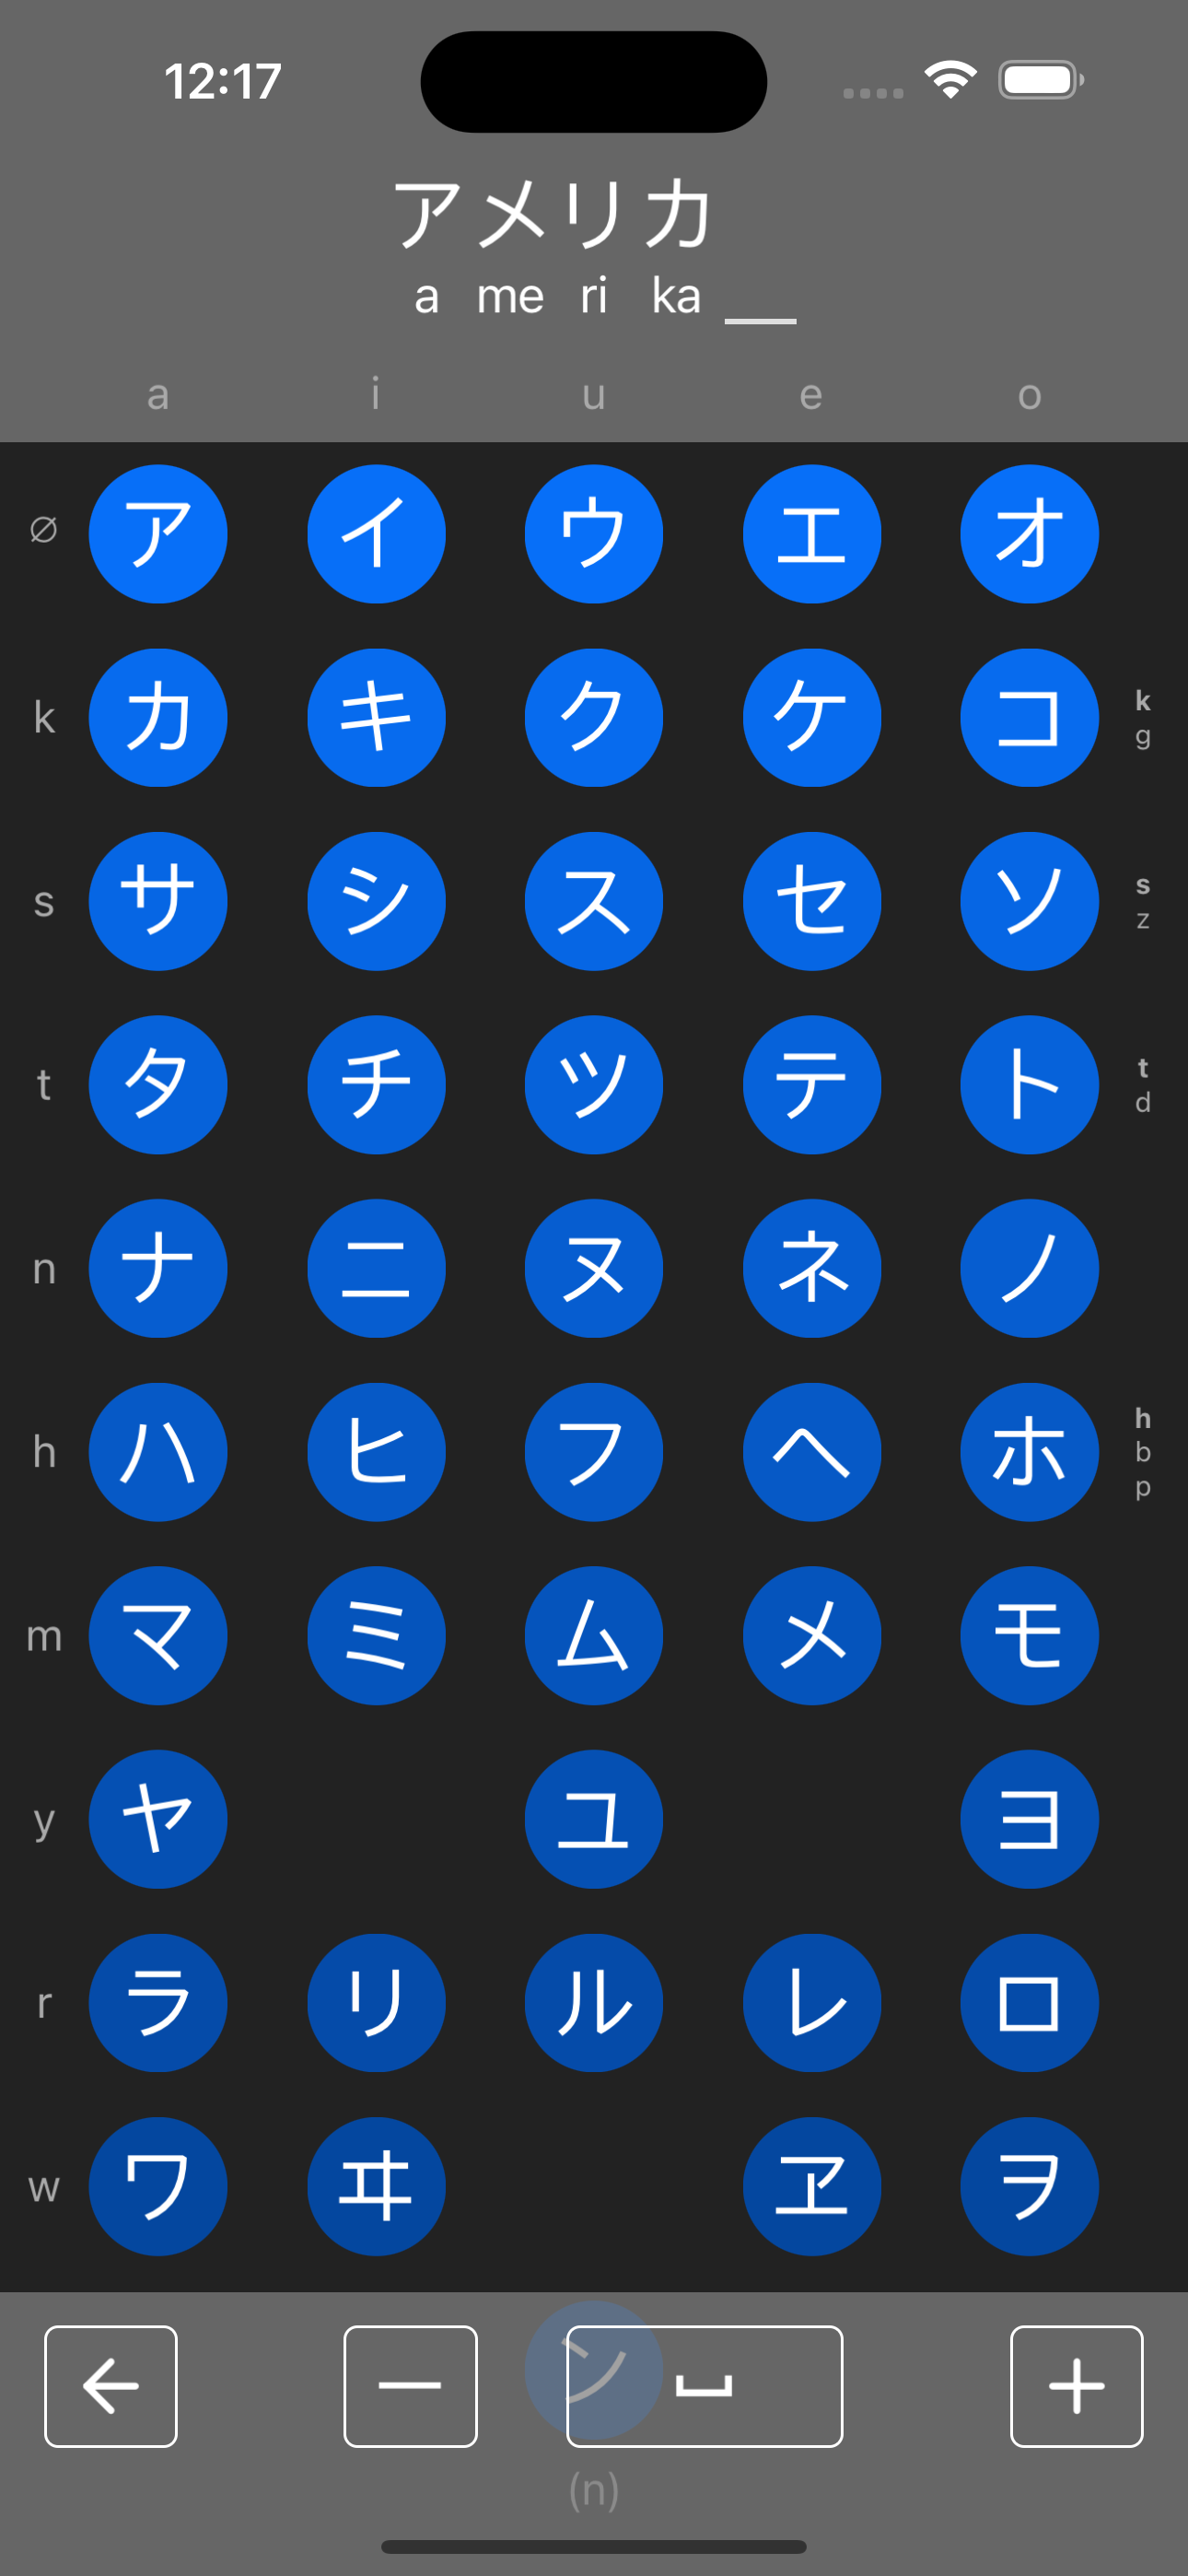 12:17
アメリカ
a me ri ka
a i u e o
∅ ア イ ウ エ オ
k カ キ ク ケ コ k g
s サ シ ス セ ソ s z
t タ チ ツ テ ト t d
n ナ ニ ヌ ネ ノ
h ハ ヒ フ ヘ ホ h b p
m マ ミ ム メ モ
y ヤ ユ ヨ
r ラ リ ル レ ロ
w ワ ヰ ヱ ヲ
ー ン
(n)